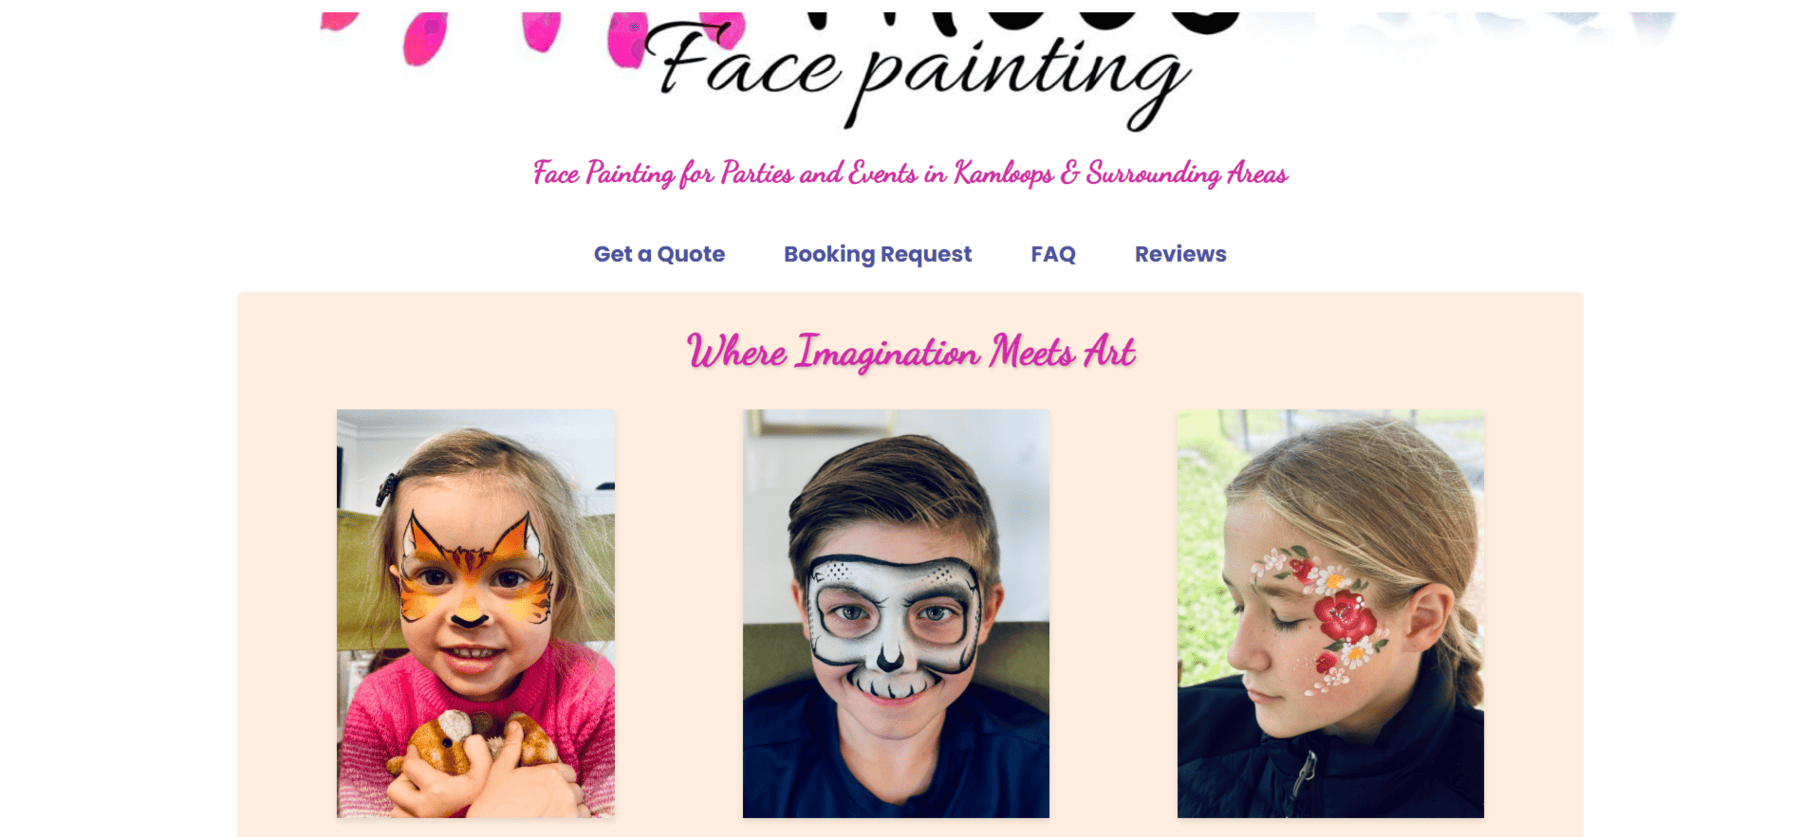 Face painting
Face Painting for Parties and Events in Kamloops & Surrounding Areas
Get a Quote Booking Request FAQ Reviews
Where Imagination Meets Art